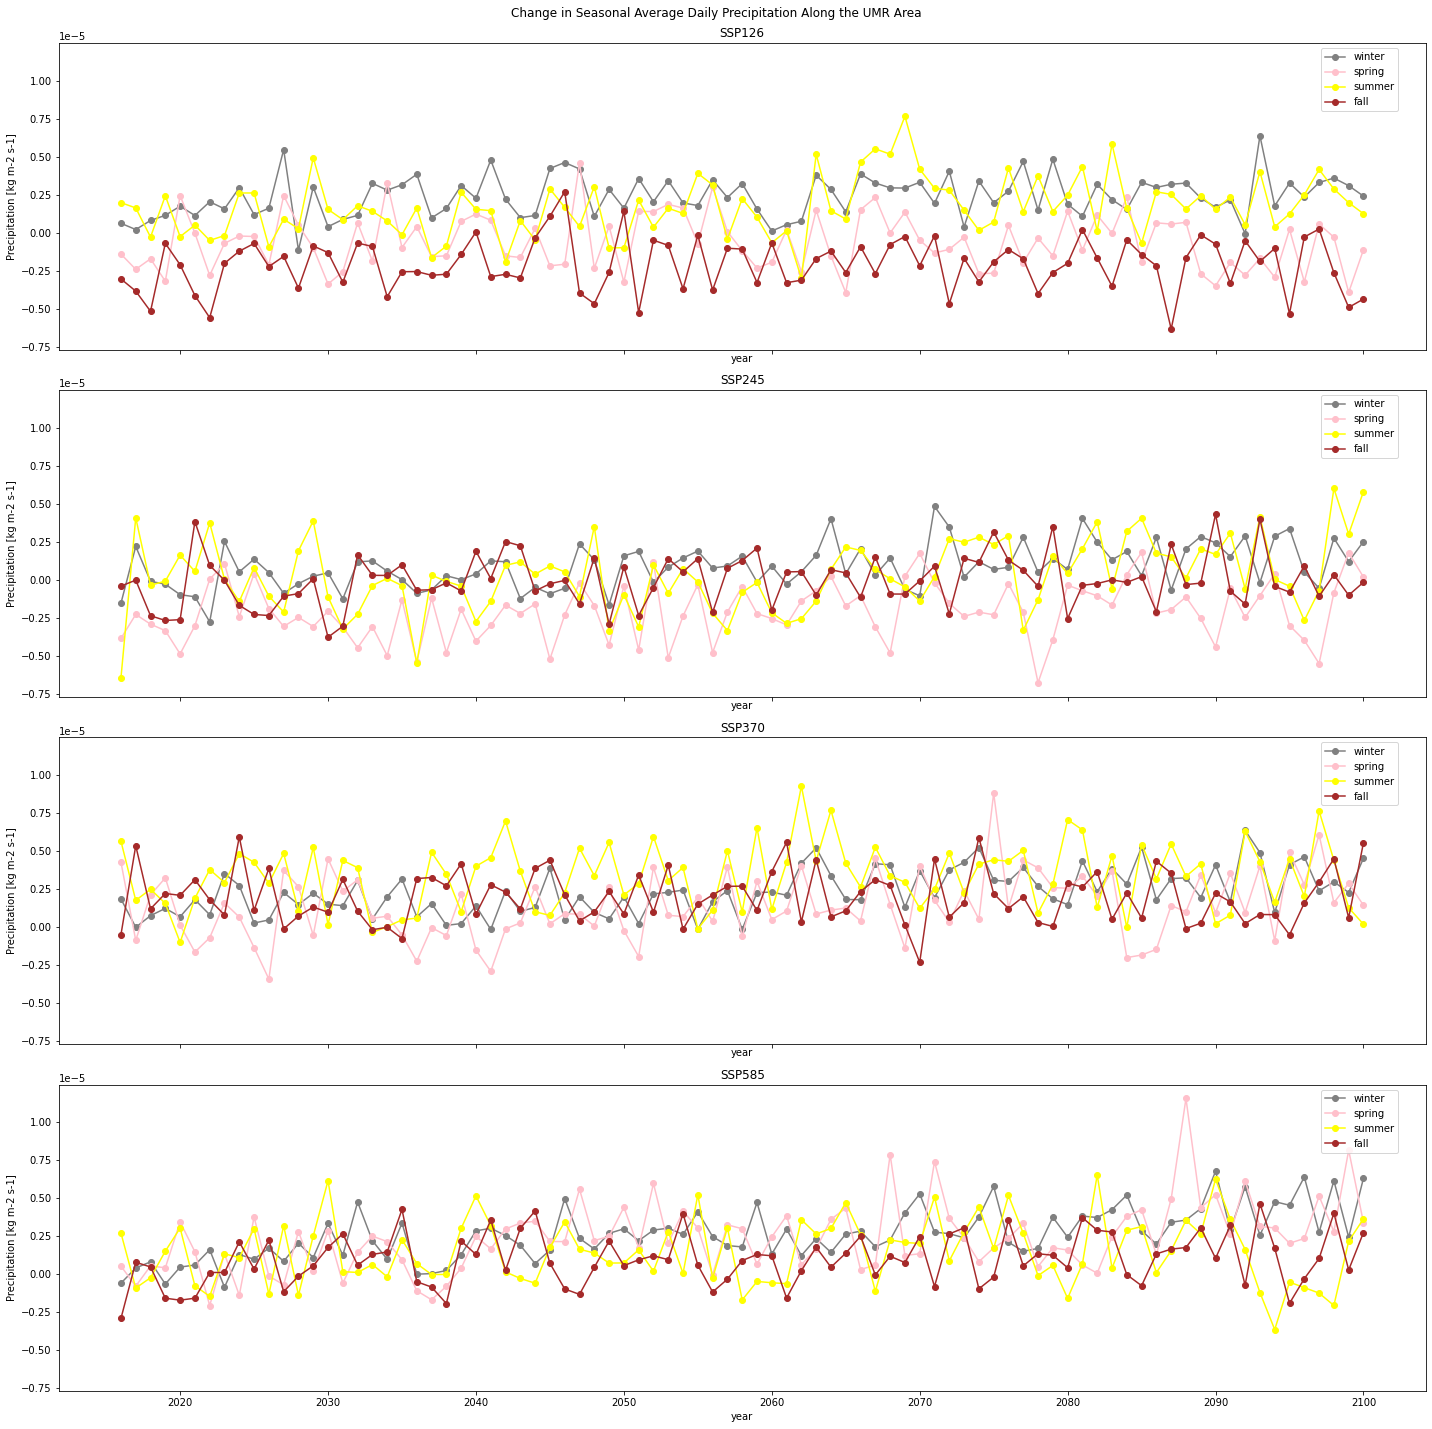 Change in Seasonal Average Daily Precipitation Along the UMR Area
SSP126
1e−5
winter
spring
summer
fall
1.00
0.75
0.50
0.25
0.00
−0.25
−0.50
−0.75
Precipitation [kg m-2 s-1]
year
SSP245
1e−5
winter
spring
summer
fall
1.00
0.75
0.50
0.25
0.00
−0.25
−0.50
−0.75
Precipitation [kg m-2 s-1]
year
SSP370
1e−5
winter
spring
summer
fall
1.00
0.75
0.50
0.25
0.00
−0.25
−0.50
−0.75
Precipitation [kg m-2 s-1]
year
SSP585
1e−5
winter
spring
summer
fall
1.00
0.75
0.50
0.25
0.00
−0.25
−0.50
−0.75
Precipitation [kg m-2 s-1]
2020 2030 2040 2050 2060 2070 2080 2090 2100
year